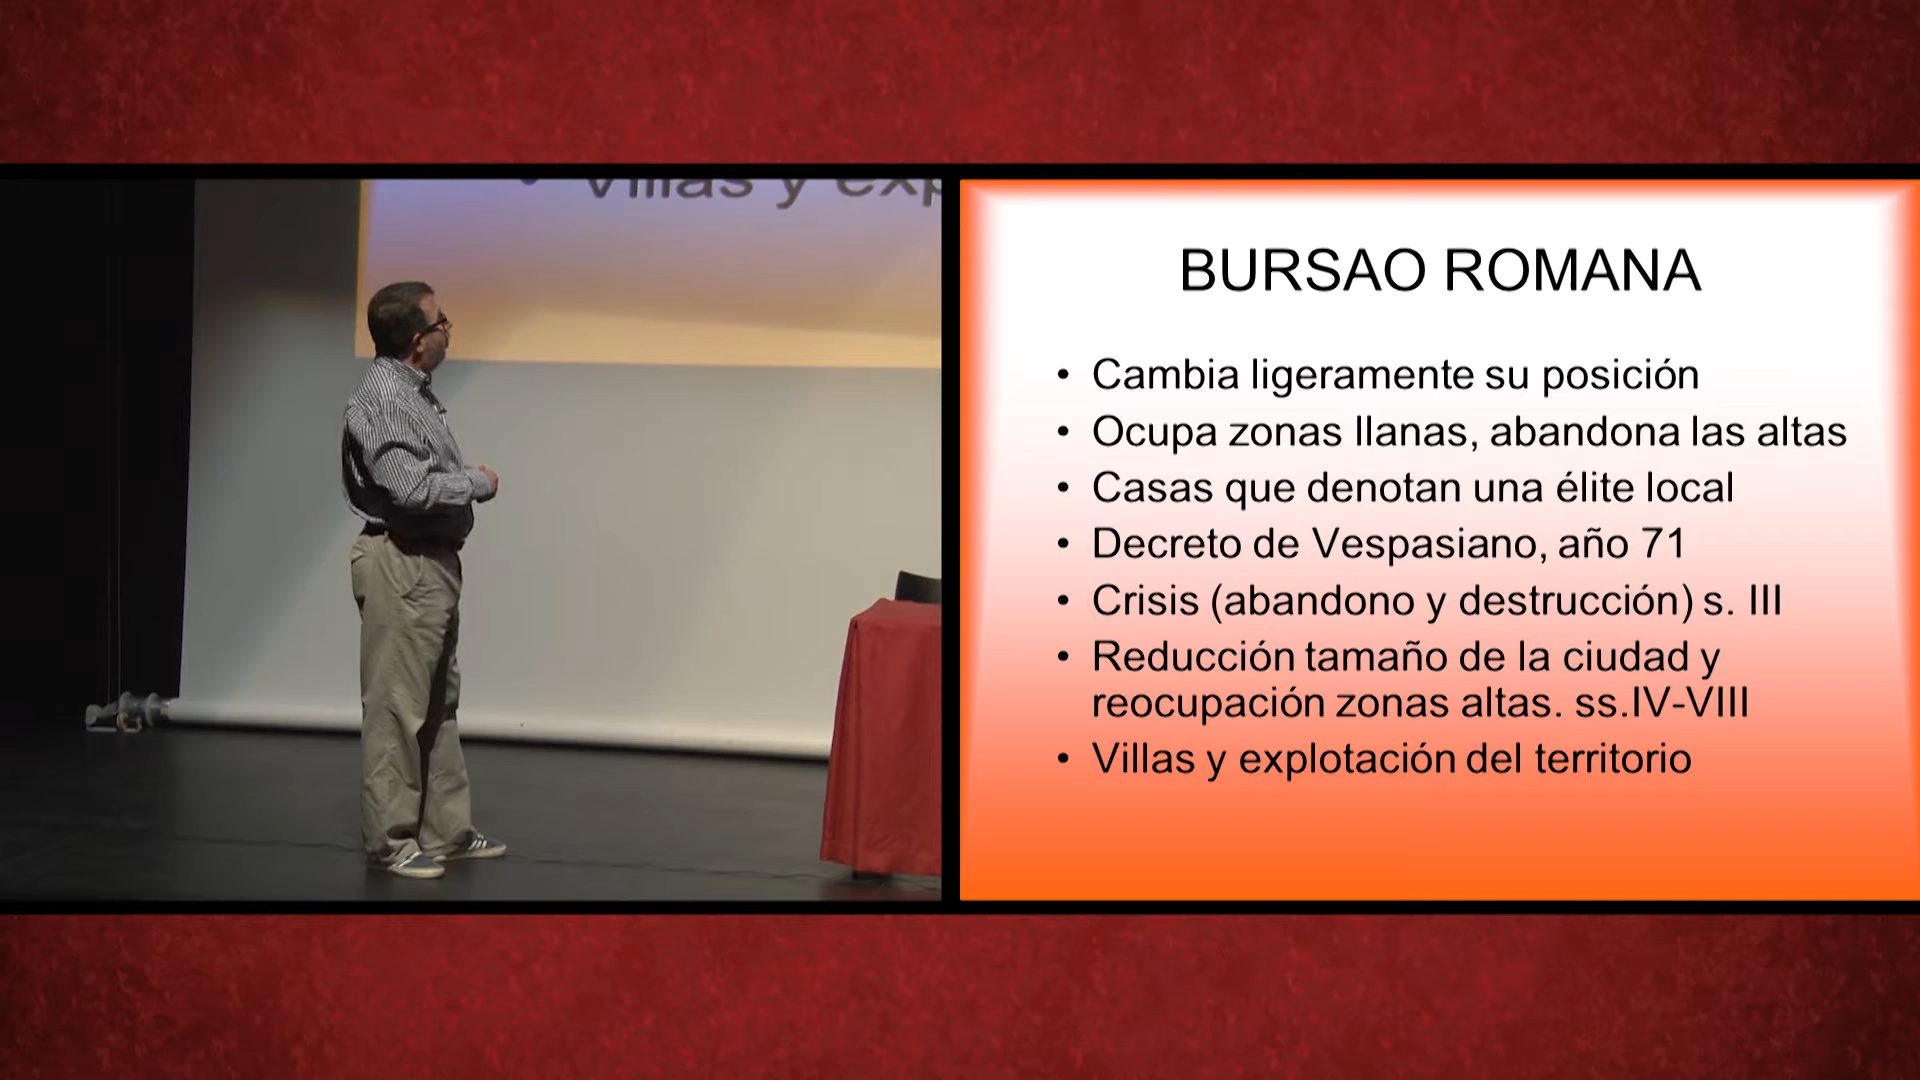 Villas y exp
BURSAO ROMANA
• Cambia ligeramente su posición
• Ocupa zonas llanas, abandona las altas
• Casas que denotan una élite local
• Decreto de Vespasiano, año 71
• Crisis (abandono y destrucción) s. III
• Reducción tamaño de la ciudad y
reocupación zonas altas. ss.IV-VIII
• Villas y explotación del territorio